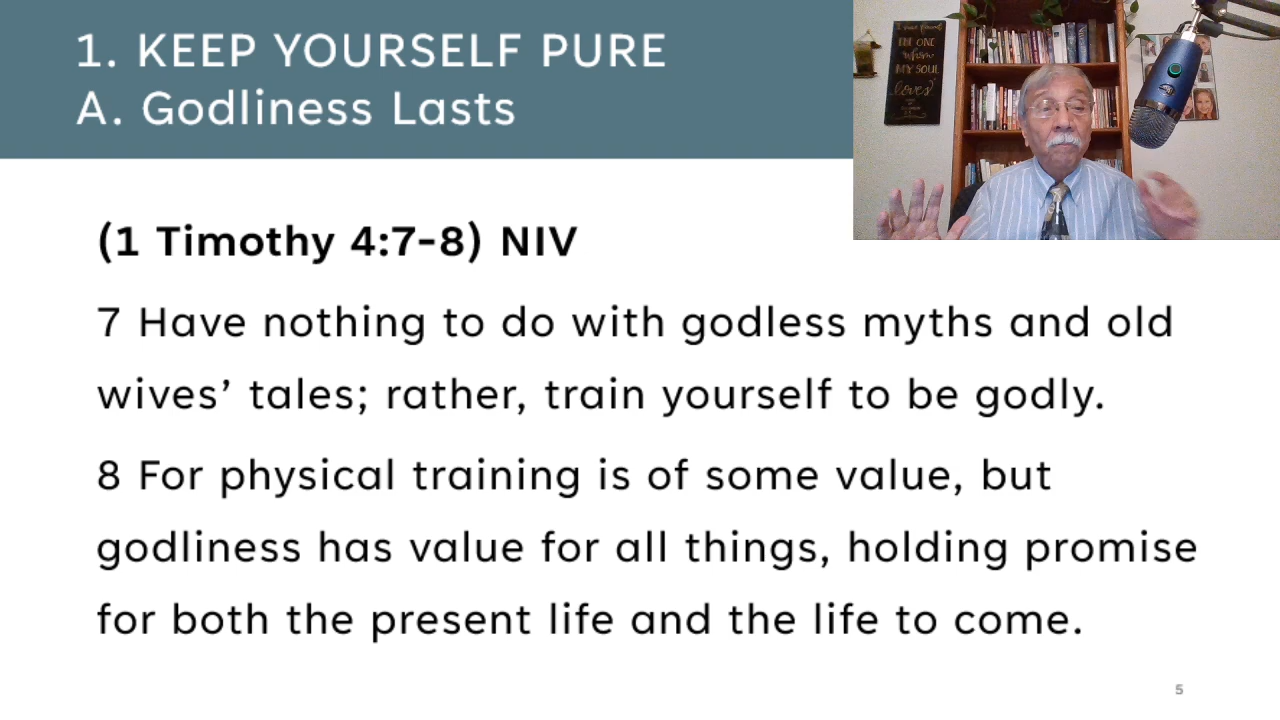 1. KEEP YOURSELF PURE
A. Godliness Lasts
MY SOUL
loves
(1 Timothy 4:7-8) NIV
7 Have nothing to do with godless myths and old
wives’ tales; rather, train yourself to be godly.
8 For physical training is of some value, but
godliness has value for all things, holding promise
for both the present life and the life to come.
5